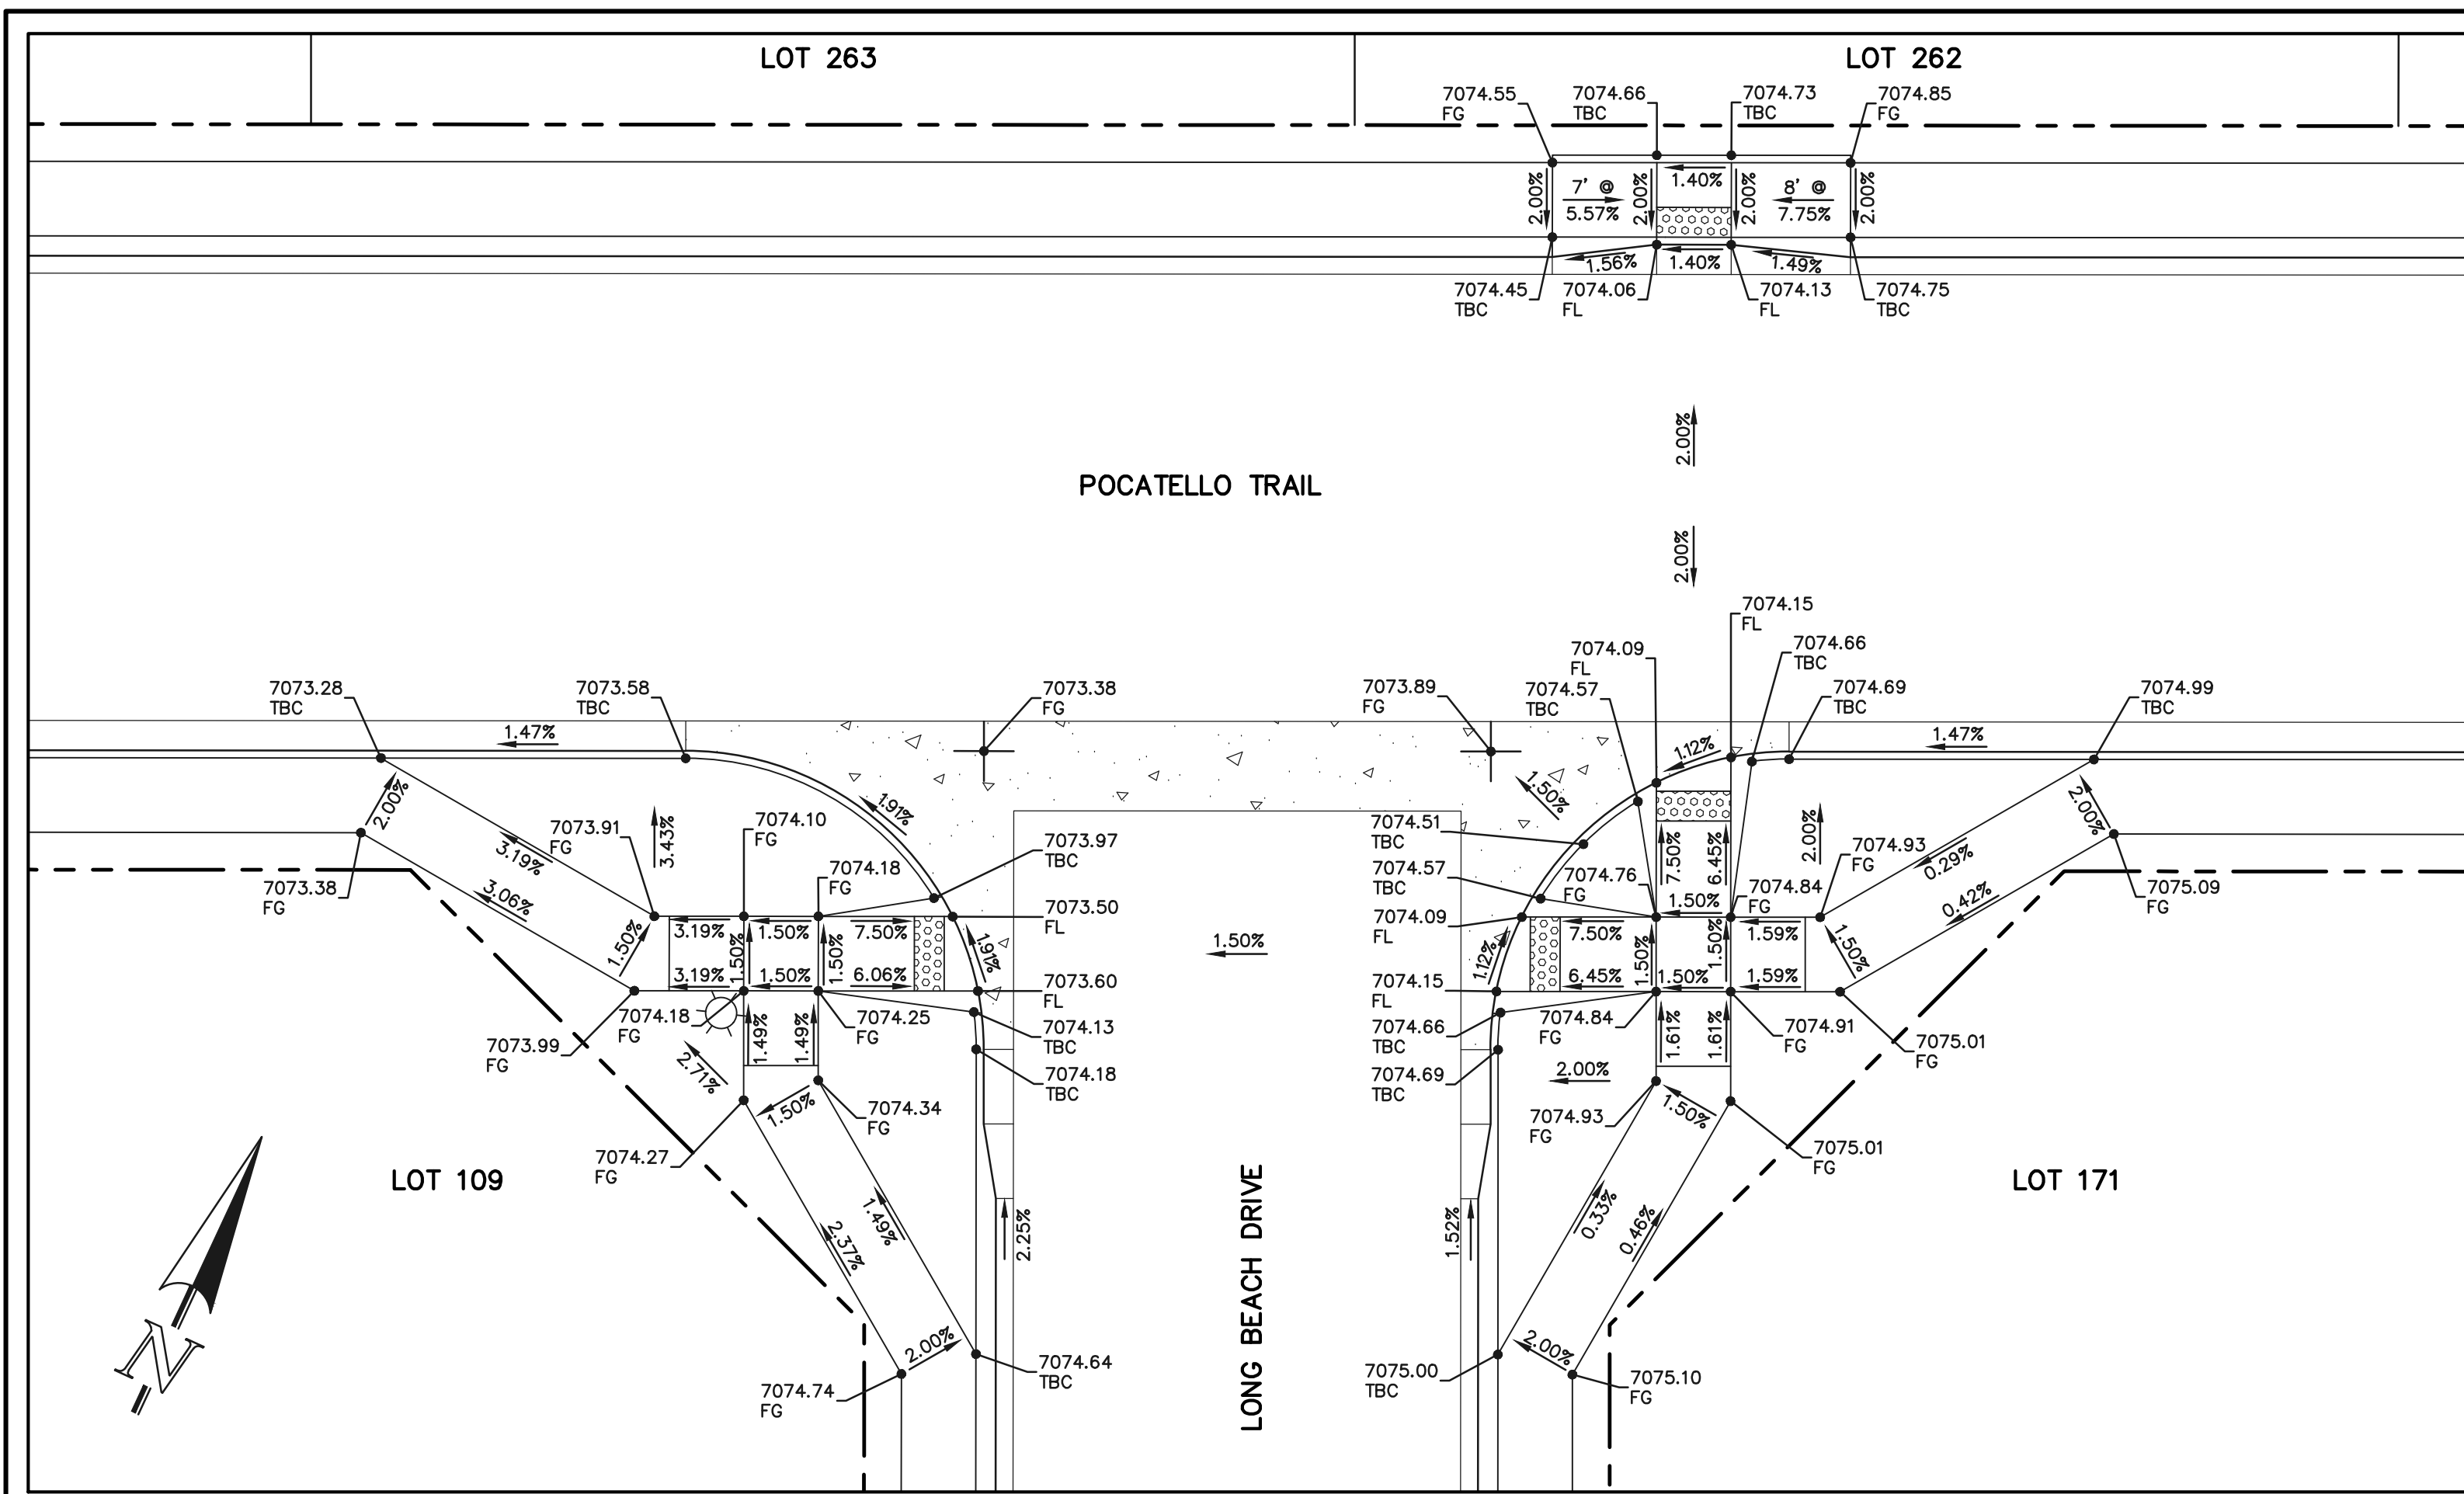 LOT 263
LOT 262
7074.55
FG
7074.66
TBC
7074.73
TBC
7074.85
FG
2.00%
7' @
5.57%
2.00%
1.40%
2.00%
8' @
7.75%
2.00%
1.56%
1.40%
1.49%
7074.45
TBC
7074.06
FL
7074.13
FL
7074.75
TBC
2.00%
POCATELLO TRAIL
2.00%
7074.15
FL
7074.09
FL
7074.66
TBC
7073.28
TBC
7073.58
TBC
7073.38
FG
7073.89
FG
7074.57
TBC
7074.69
TBC
7074.99
TBC
1.47%
1.12%
1.47%
2.00%
7073.91
FG
3.43%
7074.10
FG
1.91%
1.50%
7074.51
TBC
7.50%
6.45%
2.00%
7074.93
FG
2.00%
3.19%
7073.97
TBC
0.29%
7073.38
FG
3.06%
7074.18
FG
7074.57
TBC
7074.76
FG
7074.84
FG
0.42%
7075.09
FG
1.50%
7073.50
FL
7074.09
FL
1.50%
3.19%
1.50%
1.50%
1.50%
7.50%
1.91%
1.50%
1.12%
7.50%
1.50%
1.50%
1.59%
3.19%
1.50%
6.06%
7073.60
FL
7074.15
FL
6.45%
1.50%
1.59%
7074.18
FG
7074.25
FG
7074.13
TBC
7074.66
TBC
7074.84
FG
7074.91
FG
7073.99
FG
1.49%
1.49%
1.61%
1.61%
7075.01
FG
2.71%
7074.18
TBC
7074.69
TBC
2.00%
1.50%
7074.34
FG
7074.93
FG
1.50%
7074.27
FG
7075.01
FG
LOT 109
LOT 171
LONG BEACH DRIVE
2.37%
1.49%
2.25%
1.52%
0.33%
0.46%
N
2.00%
7074.64
TBC
7075.00
TBC
2.00%
7074.74
FG
7075.10
FG